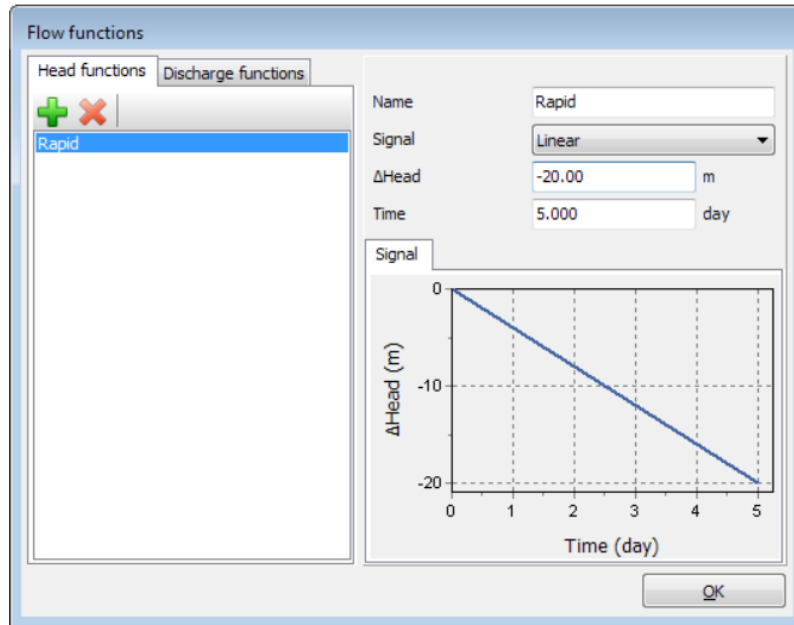 Flow functions
Head functions Discharge functions
Rapid
Name Rapid
Signal Linear
ΔHead -20.00 m
Time 5.000 day
Signal
0
-10
-20
ΔHead (m)
0 1 2 3 4 5
Time (day)
OK